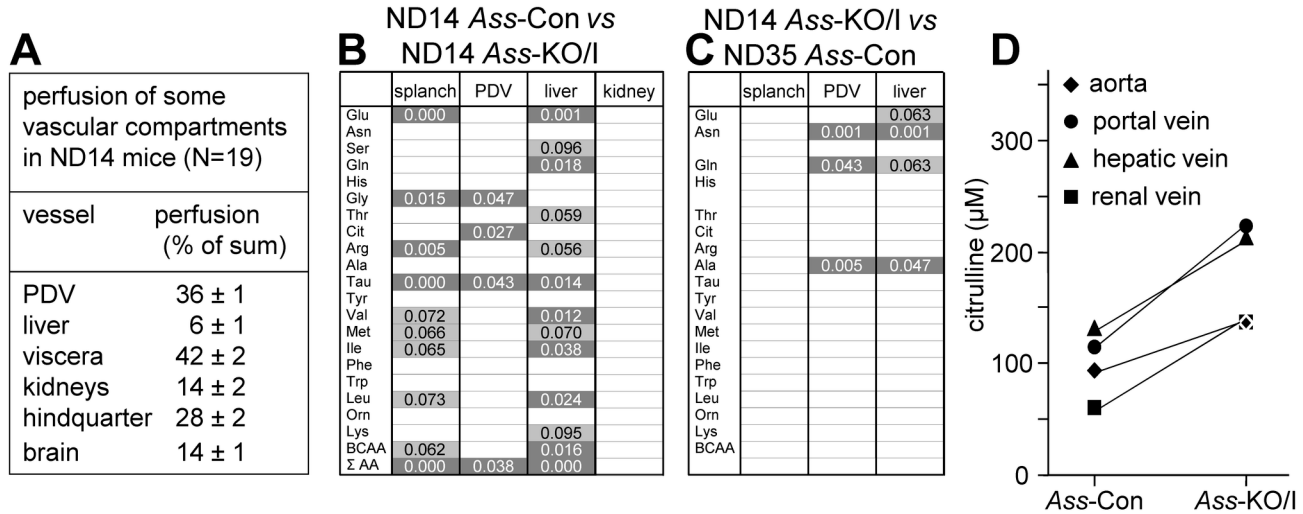 A
perfusion of some
vascular compartments
in ND14 mice (N=19)
vessel perfusion
(% of sum)
PDV 36 ± 1
liver 6 ± 1
viscera 42 ± 2
kidneys 14 ± 2
hindquarter 28 ± 2
brain 14 ± 1
B
ND14 Ass-Con vs
ND14 Ass-KO/I
splanch PDV liver kidney
Glu 0.000 0.001
Asn
Ser 0.096
Gln 0.018
His
Gly 0.015 0.047
Thr 0.059
Cit 0.027
Arg 0.005 0.056
Ala
Tau 0.000 0.043 0.014
Tyr
Val 0.072 0.012
Met 0.066 0.070
Ile 0.065 0.038
Phe
Trp
Leu 0.073 0.024
Orn
Lys 0.095
BCAA 0.062 0.016
Σ AA 0.000 0.038 0.000
C
ND14 Ass-KO/I vs
ND35 Ass-Con
splanch PDV liver
Glu 0.063
Asn 0.001 0.001
Gln 0.043 0.063
His
Thr
Cit
Arg
Ala 0.005 0.047
Tau
Tyr
Val
Met
Ile
Phe
Trp
Leu
Orn
Lys
BCAA
D
aorta
portal vein
hepatic vein
renal vein
citrulline (µM)
300
200
100
0
Ass-Con Ass-KO/I